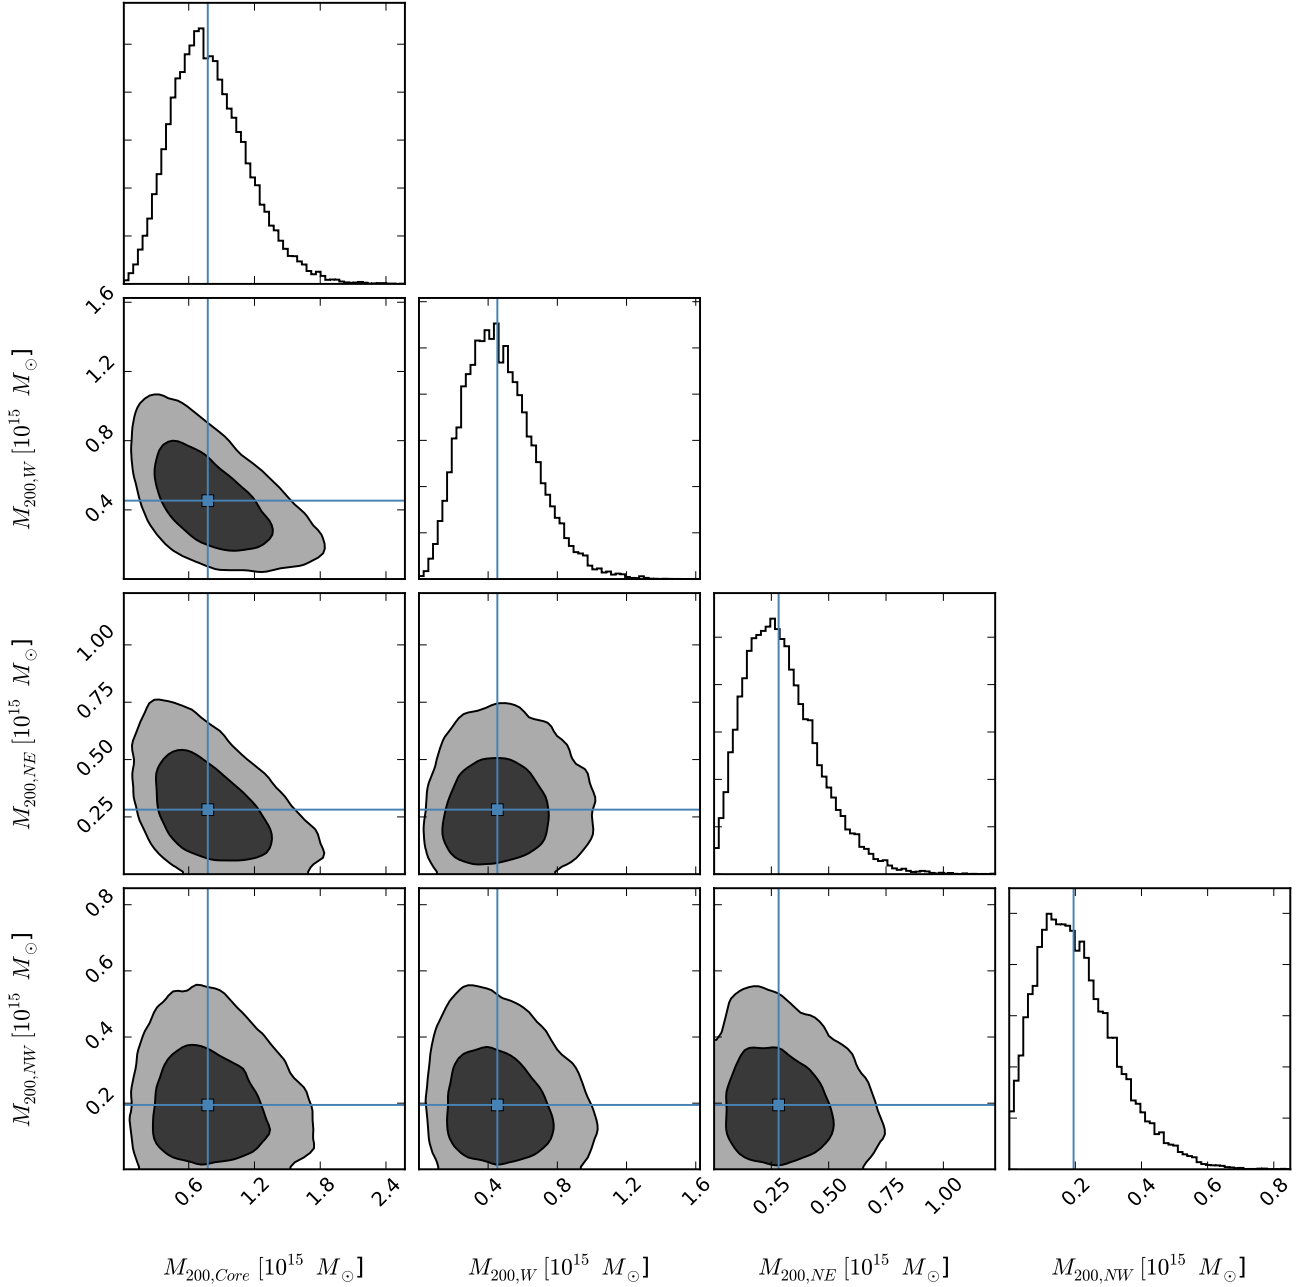 1.6
1.2
0.8
0.4
M_{200,W} [10^{15} M_⊙]
1.00
0.75
0.50
0.25
M_{200,NE} [10^{15} M_⊙]
0.8
0.6
0.4
0.2
M_{200,NW} [10^{15} M_⊙]
0.6 1.2 1.8 2.4
0.4 0.8 1.2 1.6
0.25 0.50 0.75 1.00
0.2 0.4 0.6 0.8
M_{200,Core} [10^{15} M_⊙]
M_{200,W} [10^{15} M_⊙]
M_{200,NE} [10^{15} M_⊙]
M_{200,NW} [10^{15} M_⊙]